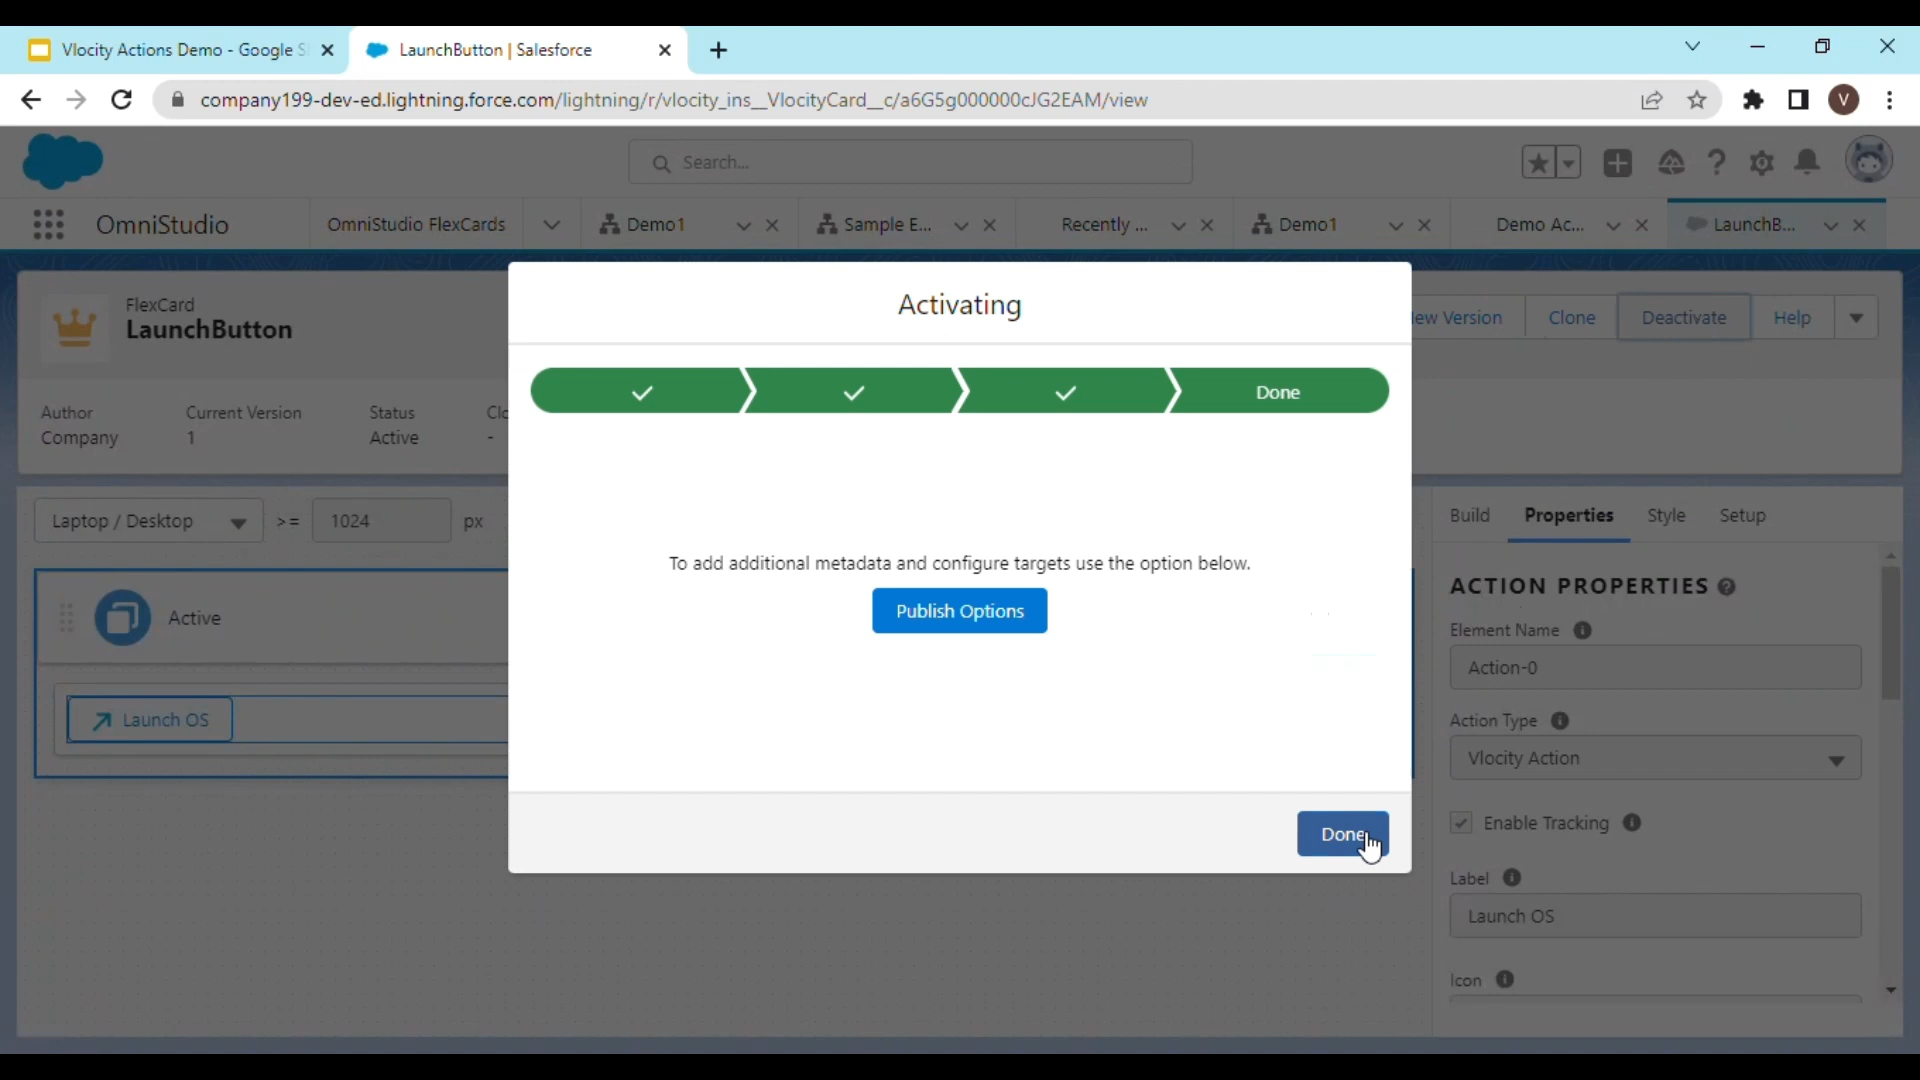 Vlocity Actions Demo - Google S
LaunchButton | Salesforce
company199-dev-ed.lightning.force.com/lightning/r/vlocity_ins__VlocityCard__c/a6G5g000000cJG2EAM/view
V
Search...
OmniStudio
OmniStudio FlexCards
Demo1
Sample E...
Recently ...
Demo1
Demo Ac...
LaunchB...
FlexCard
LaunchButton
ew Version
Clone
Deactivate
Help
Author
Company
Current Version
1
Status
Active
Clo
-
Activating
Done
To add additional metadata and configure targets use the option below.
Publish Options
Done
Laptop / Desktop
>=
1024
px
Active
Launch OS
Build
Properties
Style
Setup
ACTION PROPERTIES
Element Name
Action-0
Action Type
Vlocity Action
Enable Tracking
Label
Launch OS
Icon